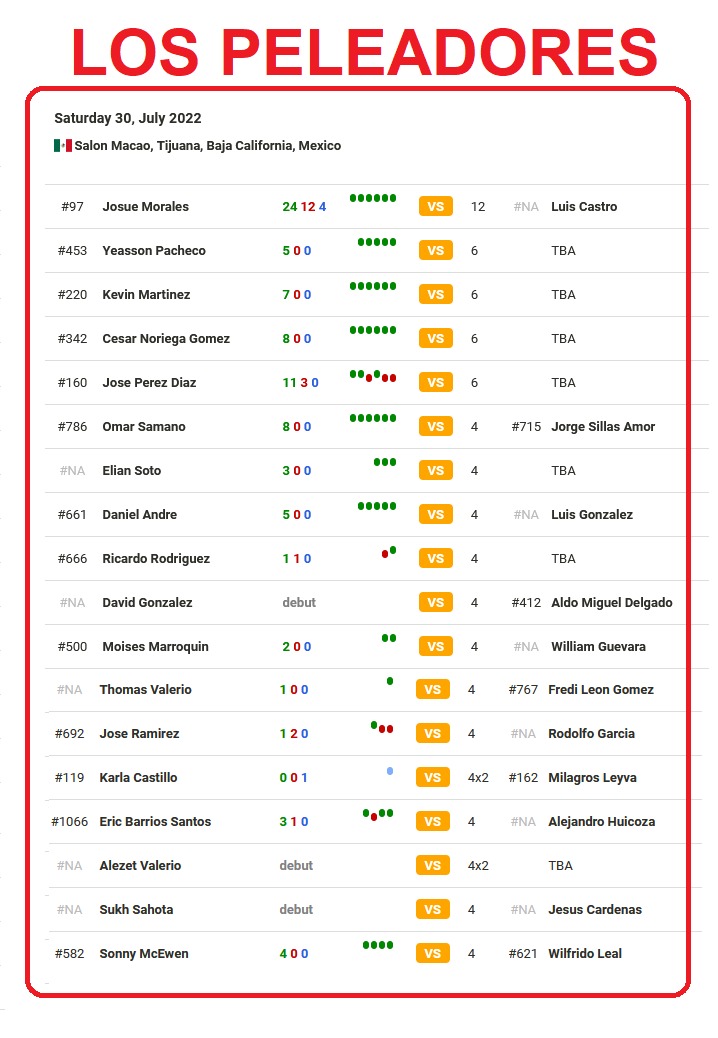 LOS PELEADORES
Saturday 30, July 2022
Salon Macao, Tijuana, Baja California, Mexico
#97 Josue Morales 24 12 4 VS 12 #NA Luis Castro
#453 Yeasson Pacheco 5 0 0 VS 6 TBA
#220 Kevin Martinez 7 0 0 VS 6 TBA
#342 Cesar Noriega Gomez 8 0 0 VS 6 TBA
#160 Jose Perez Diaz 11 3 0 VS 6 TBA
#786 Omar Samano 8 0 0 VS 4 #715 Jorge Sillas Amor
#NA Elian Soto 3 0 0 VS 4 TBA
#661 Daniel Andre 5 0 0 VS 4 #NA Luis Gonzalez
#666 Ricardo Rodriguez 1 1 0 VS 4 TBA
#NA David Gonzalez debut VS 4 #412 Aldo Miguel Delgado
#500 Moises Marroquin 2 0 0 VS 4 #NA William Guevara
#NA Thomas Valerio 1 0 0 VS 4 #767 Fredi Leon Gomez
#692 Jose Ramirez 1 2 0 VS 4 #NA Rodolfo Garcia
#119 Karla Castillo 0 0 1 VS 4x2 #162 Milagros Leyva
#1066 Eric Barrios Santos 3 1 0 VS 4 #NA Alejandro Huicoza
#NA Alezet Valerio debut VS 4x2 TBA
#NA Sukh Sahota debut VS 4 #NA Jesus Cardenas
#582 Sonny McEwen 4 0 0 VS 4 #621 Wilfrido Leal